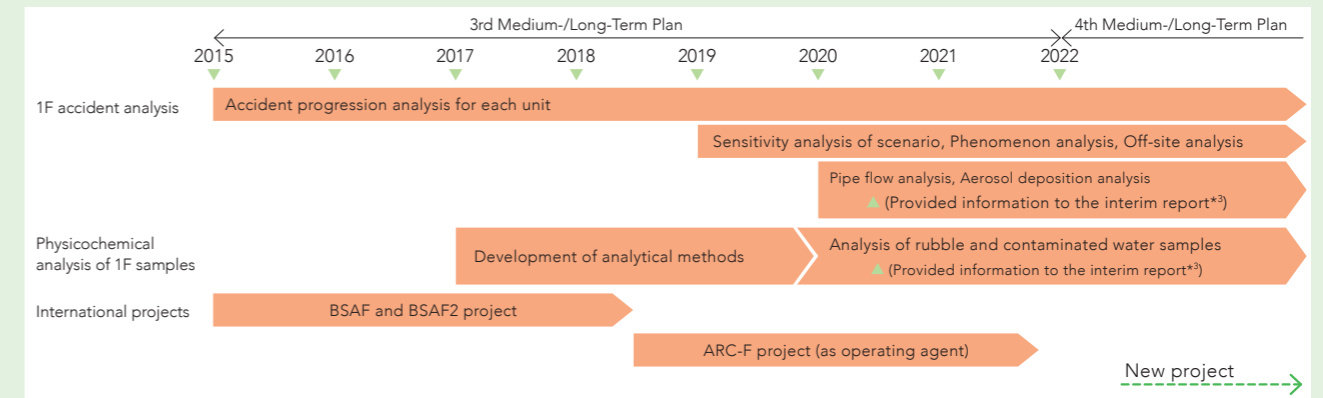 3rd Medium-/Long-Term Plan
4th Medium-/Long-Term Plan
2015
2016
2017
2018
2019
2020
2021
2022
1F accident analysis
Accident progression analysis for each unit
Sensitivity analysis of scenario, Phenomenon analysis, Off-site analysis
Pipe flow analysis, Aerosol deposition analysis
(Provided information to the interim report*3)
Physicochemical
analysis of 1F samples
Development of analytical methods
Analysis of rubble and contaminated water samples
(Provided information to the interim report*3)
International projects
BSAF and BSAF2 project
ARC-F project (as operating agent)
New project